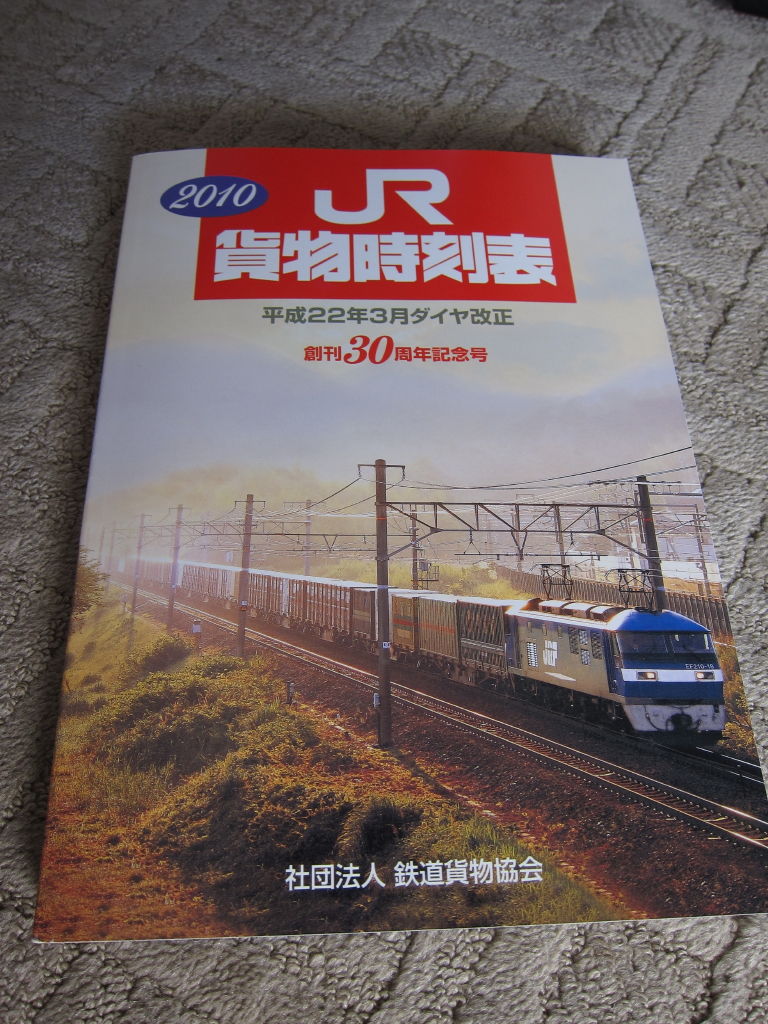 2010
JR
貨物時刻表
平成22年3月ダイヤ改正
創刊30周年記念号
EF210-18
社団法人 鉄道貨物協会